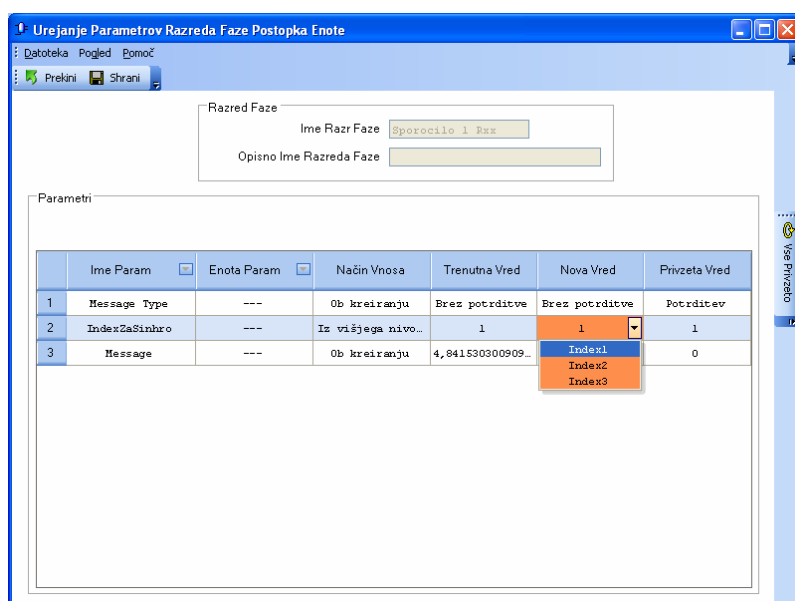 Urejanje Parametrov Razreda Faze Postopka Enote
Datoteka Pogled Pomoč
Prekini Shrani
Razred Faze
Ime Razr Faze Sporocilo 1 Rxx
Opisno Ime Razreda Faze
Parametri
Ime Param Enota Param Način Vnosa Trenutna Vred Nova Vred Privzeta Vred
1 Message Type --- Ob kreiranju Brez potrditve Brez potrditve Potrditev
2 IndexZaSinhro --- Iz višjega nivo... 1 1 1
3 Message --- Ob kreiranju 4,841530300909... 0
Index1
Index2
Index3
Vse Privzeto